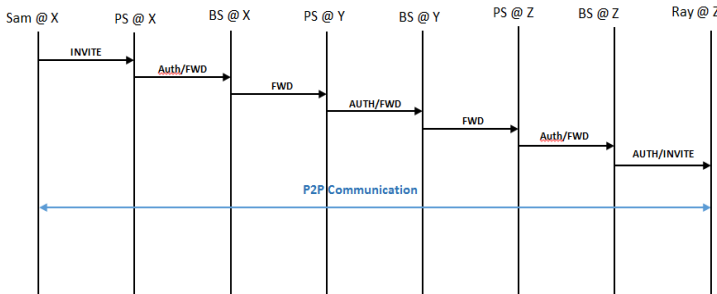 Sam @ X PS @ X BS @ X PS @ Y BS @ Y PS @ Z BS @ Z Ray @ Z
INVITE
Auth/FWD
FWD
AUTH/FWD
FWD
Auth/FWD
AUTH/INVITE
P2P Communication